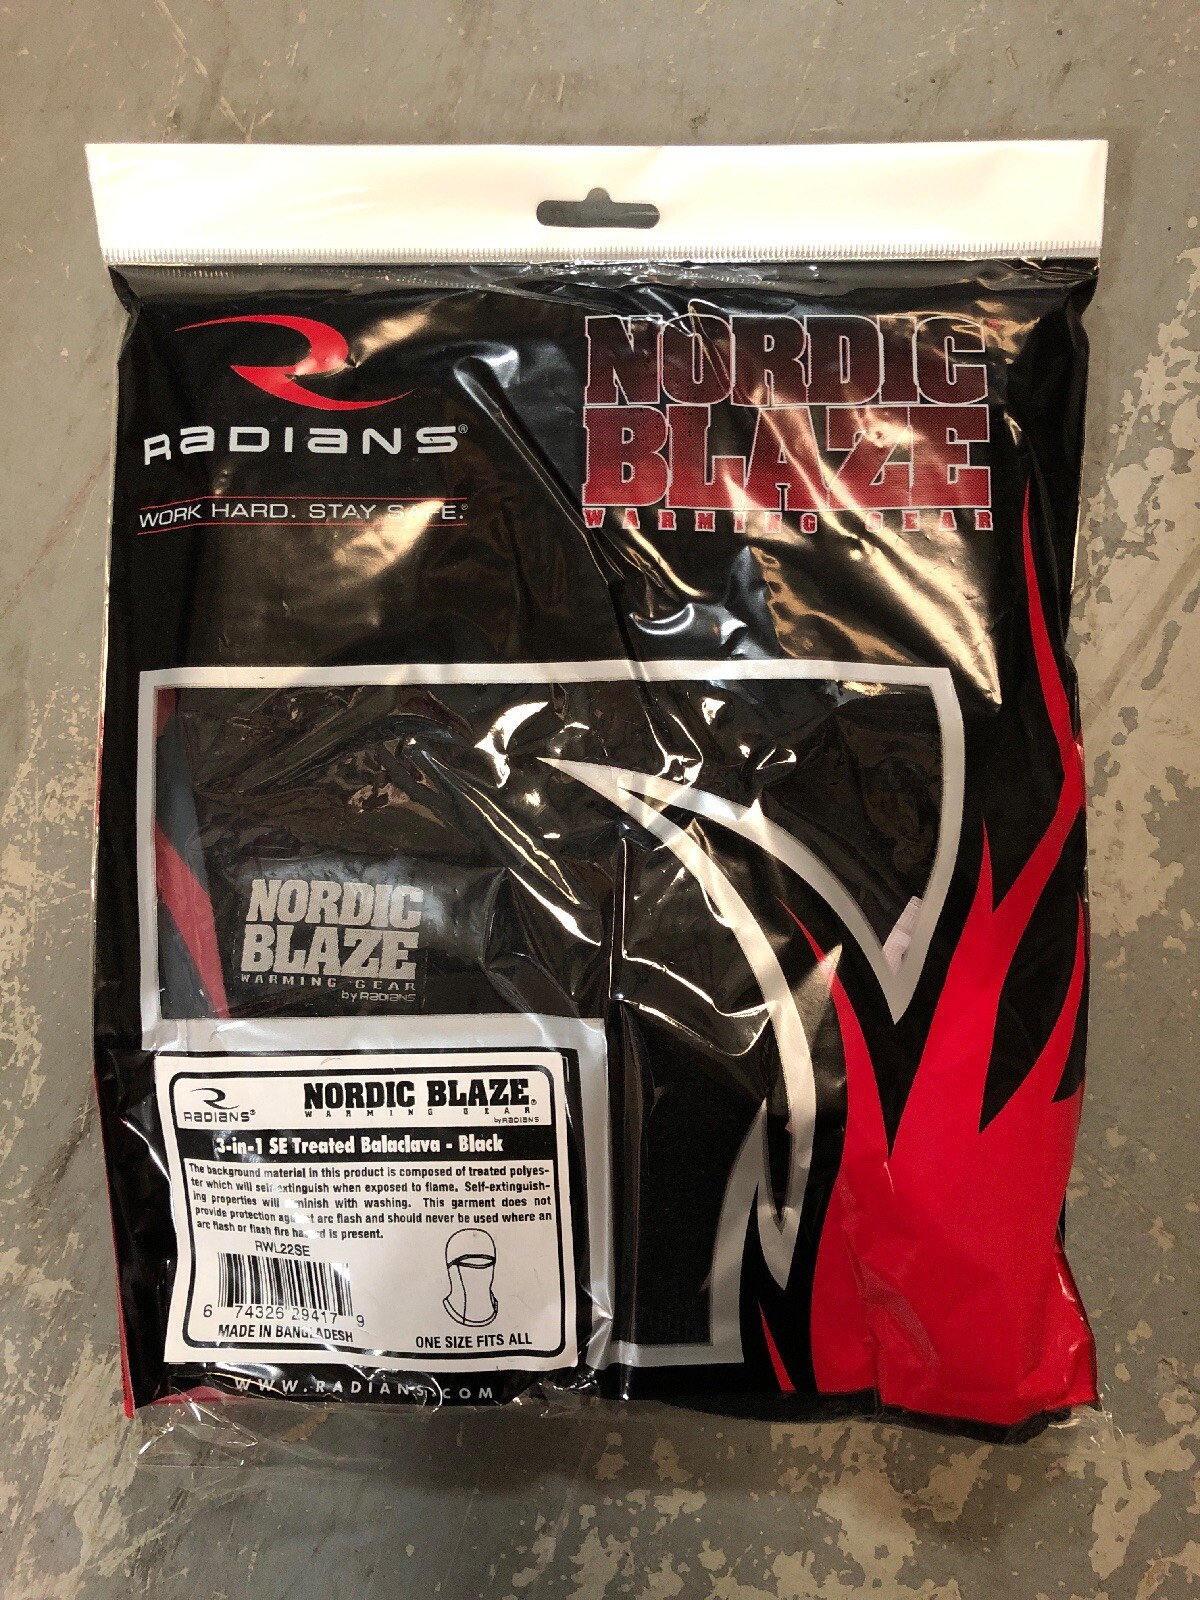 RADIANS®
WORK HARD. STAY SAFE.®
NORDIC
BLAZE
WARMING GEAR
NORDIC
BLAZE
WARMING GEAR
by RADIANS
RADIANS®
NORDIC BLAZE®
WARMING GEAR
by RADIANS
3-in-1 SE Treated Balaclava - Black
The background material in this product is composed of treated polyes-
ter which will self-extinguish when exposed to flame. Self-extinguish-
ing properties will diminish with washing. This garment does not
provide protection against arc flash and should never be used where an
arc flash or flash fire hazard is present.
RWL22SE
6 74326 29417 9
MADE IN BANGLADESH
ONE SIZE FITS ALL
WWW.RADIANS.COM